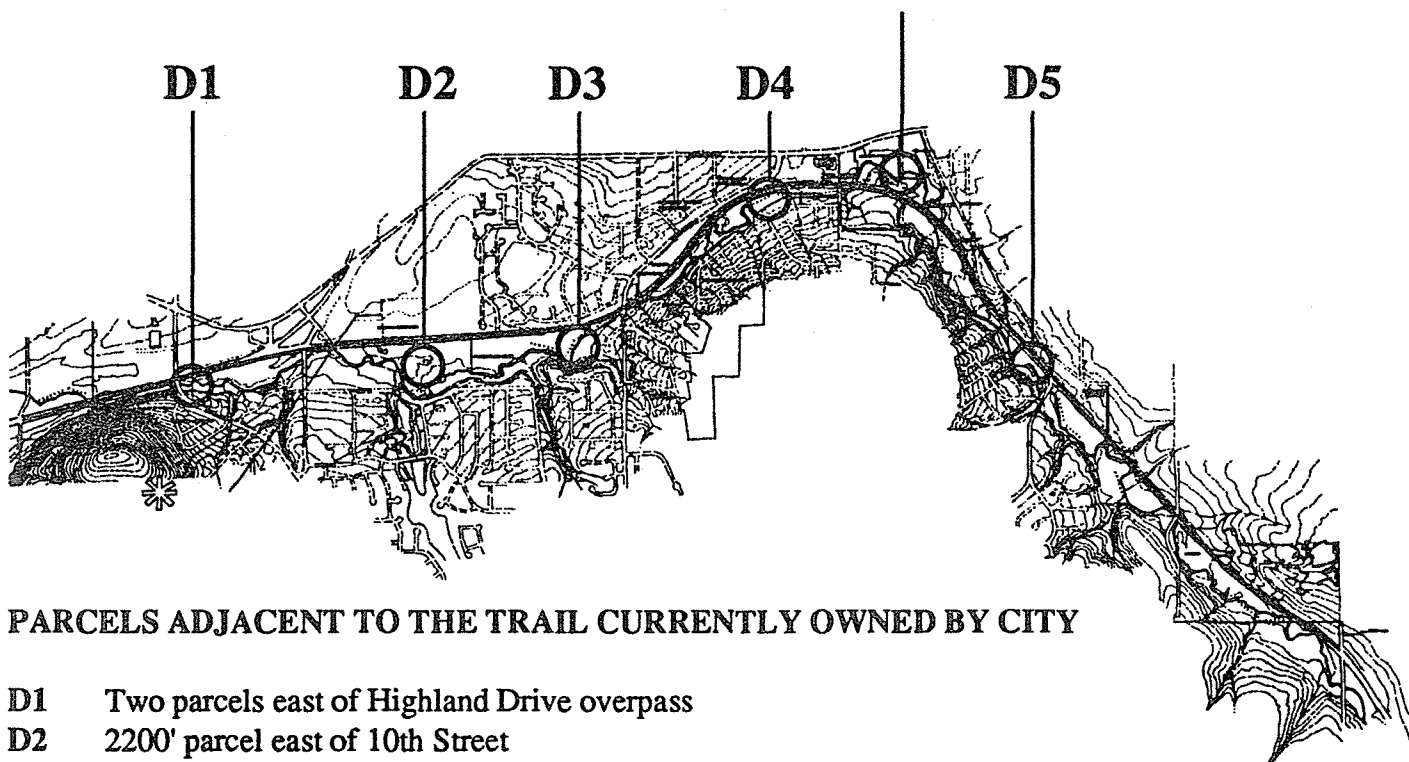 D1 D2 D3 D4 D5
PARCELS ADJACENT TO THE TRAIL CURRENTLY OWNED BY CITY
D1 Two parcels east of Highland Drive overpass
D2 2200' parcel east of 10th Street